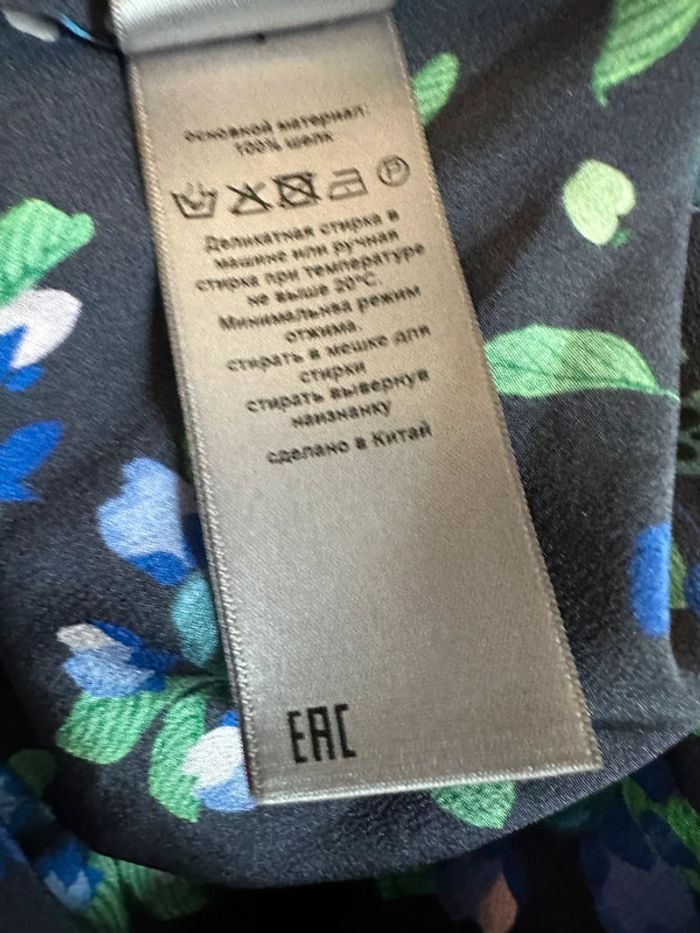 основной материал:
100% шелк
Деликатная стирка в
машине или ручная
стирка при температуре
не выше 20°C.
Минимальнва режим
отжима.
стирать в мешке для
стирки
стирать вывернув
наизнанку
сделано в Китай
EAC